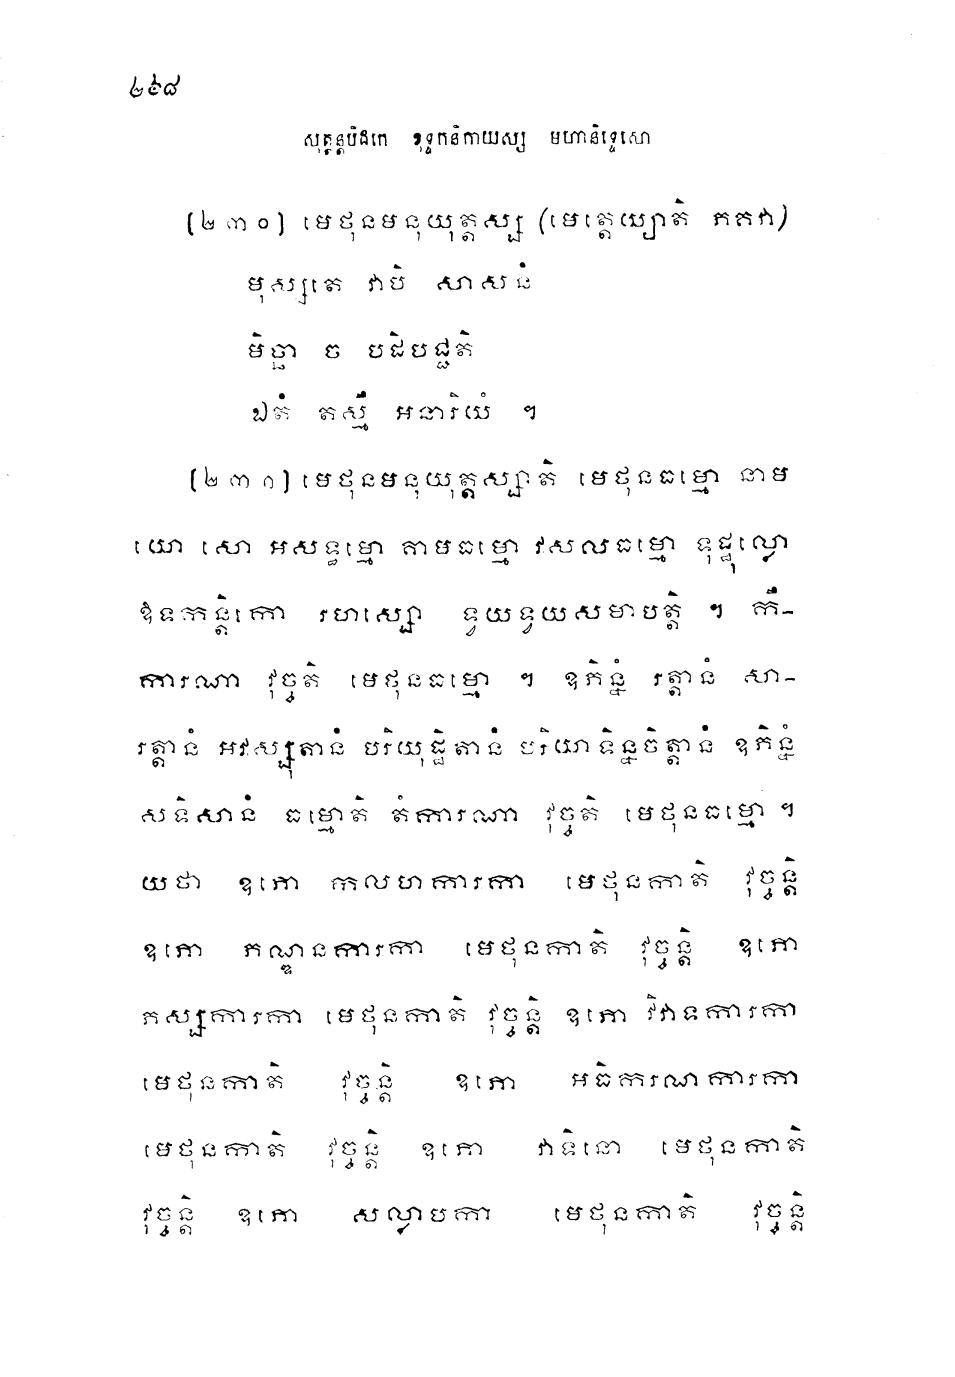 ២៩៨
សុត្តន្តបិដកេ ខុទ្ទកនិកាយស្ស មហានិទ្ទេសោ
[២៣០] មេថុនមនុយុត្តស្ស (មេត្តេយ្យាតិ ភគវា)
មុស្សតេ វាបិ សាសនំ
មិច្ឆា ច បដិបជ្ជតិ
ឯតំ តស្មឹ អនារិយំ ។
[២៣១] មេថុនមនុយុត្តស្សាតិ មេថុនធម្មោ នាម
យោ សោ អសទ្ធម្មោ គាមធម្មោ វសលធម្មោ ទុដ្ឋុល្លោ
ឱទកន្តិកោ រហស្សោ ទ្វយទ្វយសមាបត្តិ ។ កឹ-
ការណា វុច្ចតិ មេថុនធម្មោ ។ ឧភិន្នំ រត្តានំ សា-
រត្តានំ អវស្សុតានំ បរិយុដ្ឋិតានំ បរិយាទិន្នចិត្តានំ ឧភិន្នំ
សទិសានំ ធម្មោតិ តំការណា វុច្ចតិ មេថុនធម្មោ ។
យថា ឧភោ កលហការកា មេថុនកាតិ វុច្ចន្តិ
ឧភោ ភណ្ឌនការកា មេថុនកាតិ វុច្ចន្តិ ឧភោ
ភស្សការកា មេថុនកាតិ វុច្ចន្តិ ឧភោ វិវាទការកា
មេថុនកាតិ វុច្ចន្តិ ឧភោ អធិករណការកា
មេថុនកាតិ វុច្ចន្តិ ឧភោ វាទិនោ មេថុនកាតិ
វុច្ចន្តិ ឧភោ សល្លាបកា មេថុនកាតិ វុច្ចន្តិ